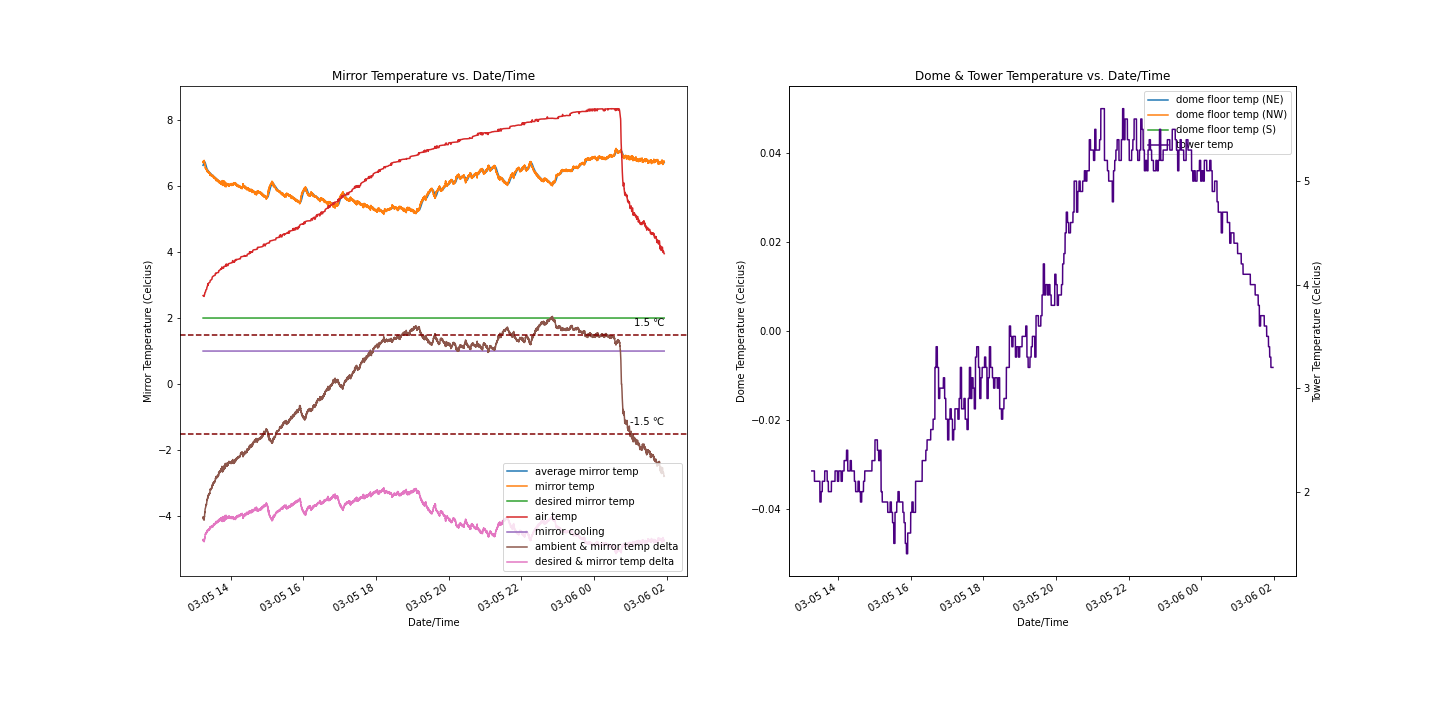 Mirror Temperature vs. Date/Time
Mirror Temperature (Celcius)
8
6
4
2
0
−2
−4
1.5 °C
-1.5 °C
average mirror temp
mirror temp
desired mirror temp
air temp
mirror cooling
ambient & mirror temp delta
desired & mirror temp delta
03-05 14
03-05 16
03-05 18
03-05 20
03-05 22
03-06 00
03-06 02
Date/Time
Dome & Tower Temperature vs. Date/Time
Dome Temperature (Celcius)
0.04
0.02
0.00
−0.02
−0.04
dome floor temp (NE)
dome floor temp (NW)
dome floor temp (S)
tower temp
5
4
3
2
Tower Temperature (Celcius)
03-05 14
03-05 16
03-05 18
03-05 20
03-05 22
03-06 00
03-06 02
Date/Time